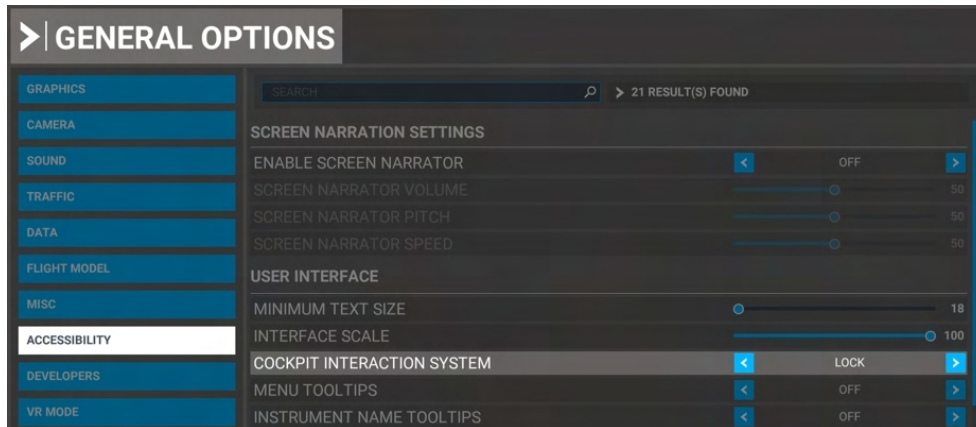 GENERAL OPTIONS
GRAPHICS
CAMERA
SOUND
TRAFFIC
DATA
FLIGHT MODEL
MISC
ACCESSIBILITY
DEVELOPERS
VR MODE
SEARCH
21 RESULT(S) FOUND
SCREEN NARRATION SETTINGS
ENABLE SCREEN NARRATOR OFF
SCREEN NARRATOR VOLUME 50
SCREEN NARRATOR PITCH 50
SCREEN NARRATOR SPEED 50
USER INTERFACE
MINIMUM TEXT SIZE 18
INTERFACE SCALE 100
COCKPIT INTERACTION SYSTEM LOCK
MENU TOOLTIPS OFF
INSTRUMENT NAME TOOLTIPS OFF